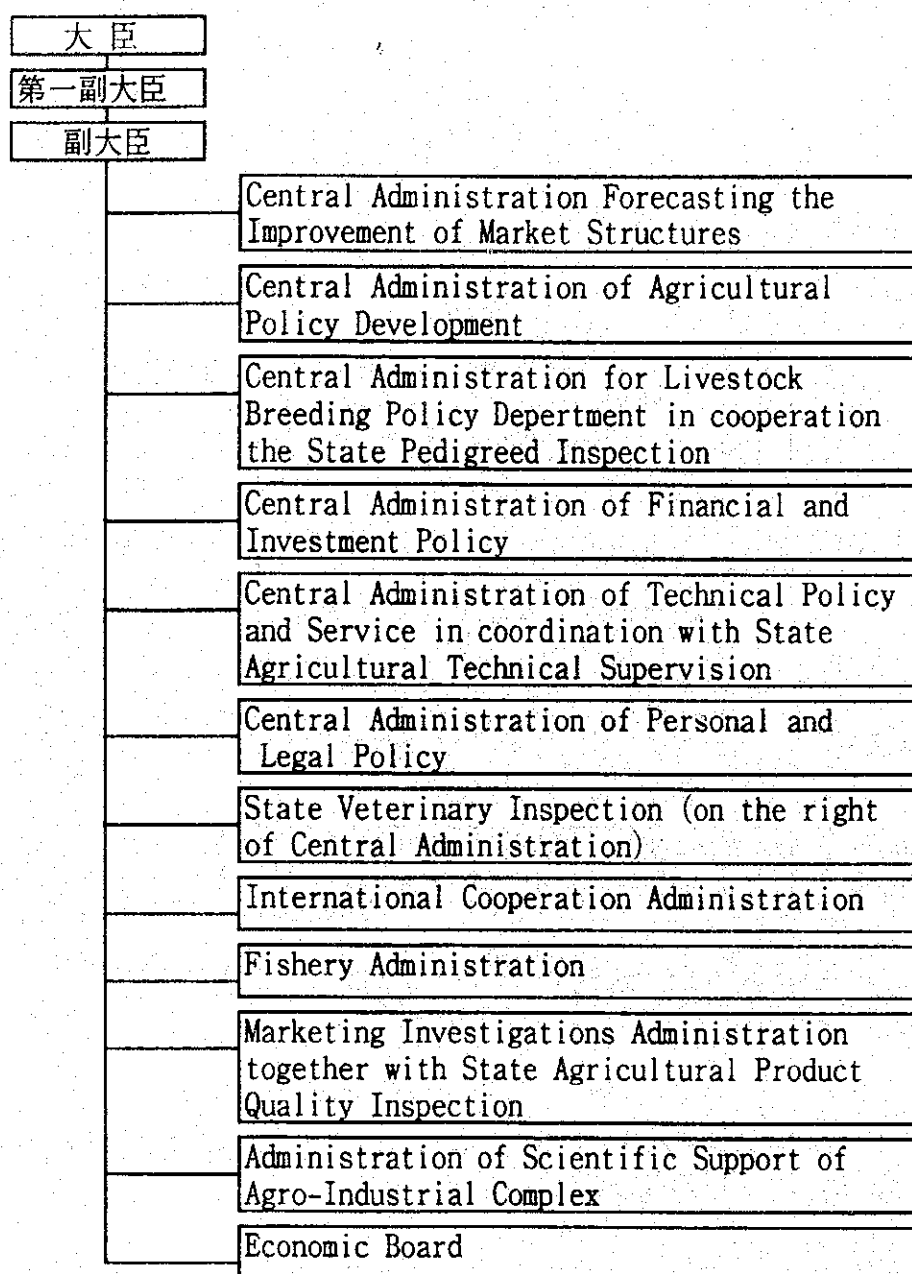 大臣
第一副大臣
副大臣
Central Administration Forecasting the
Improvement of Market Structures
Central Administration of Agricultural
Policy Development
Central Administration for Livestock
Breeding Policy Depertment in cooperation
the State Pedigreed Inspection
Central Administration of Financial and
Investment Policy
Central Administration of Technical Policy
and Service in coordination with State
Agricultural Technical Supervision
Central Administration of Personal and
Legal Policy
State Veterinary Inspection (on the right
of Central Administration)
International Cooperation Administration
Fishery Administration
Marketing Investigations Administration
together with State Agricultural Product
Quality Inspection
Administration of Scientific Support of
Agro-Industrial Complex
Economic Board